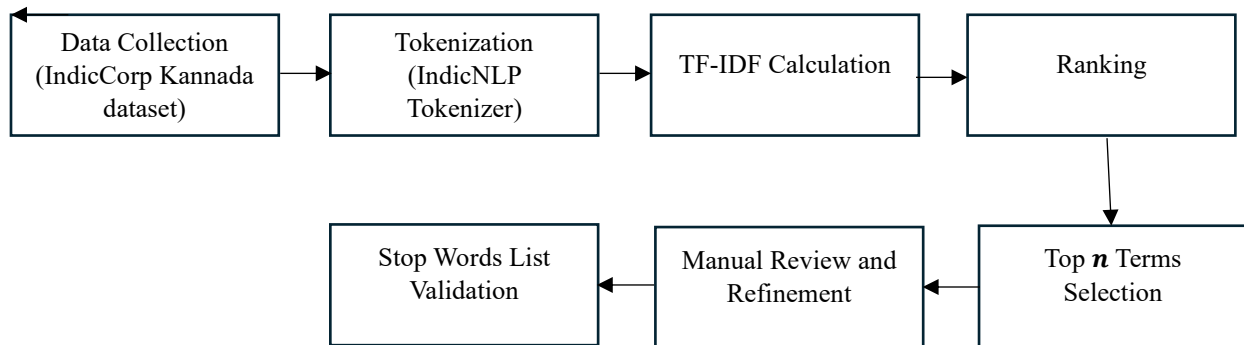 Data Collection
(IndicCorp Kannada
dataset)
Tokenization
(IndicNLP
Tokenizer)
TF-IDF Calculation
Ranking
Top n Terms
Selection
Manual Review and
Refinement
Stop Words List
Validation